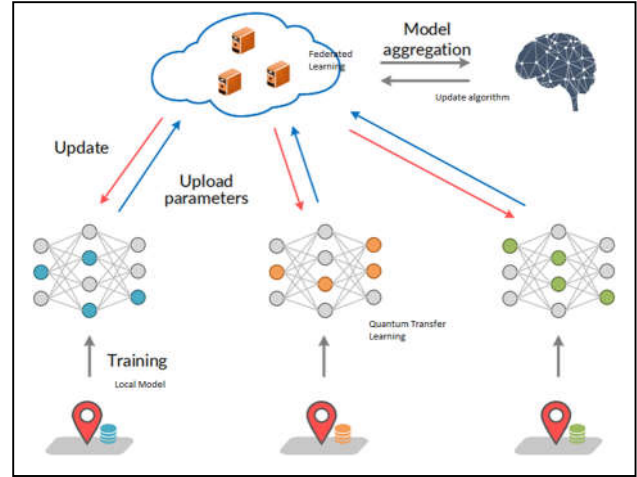 Model
aggregation
Federated
Learning
Update algorithm
Update
Upload
parameters
Quantum Transfer
Learning
Training
Local Model